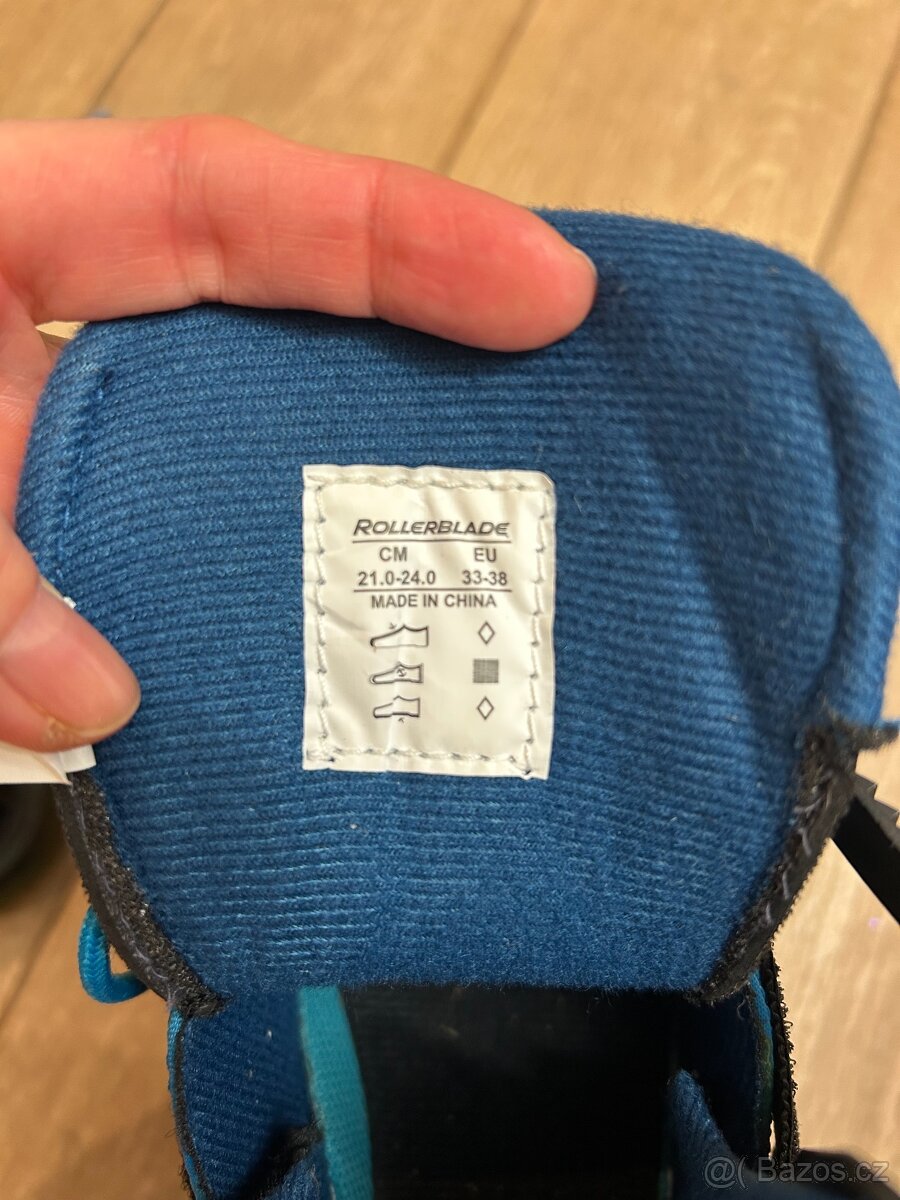 ROLLERBLADE
CM EU
21.0-24.0 33-38
MADE IN CHINA
@( Bazos.cz